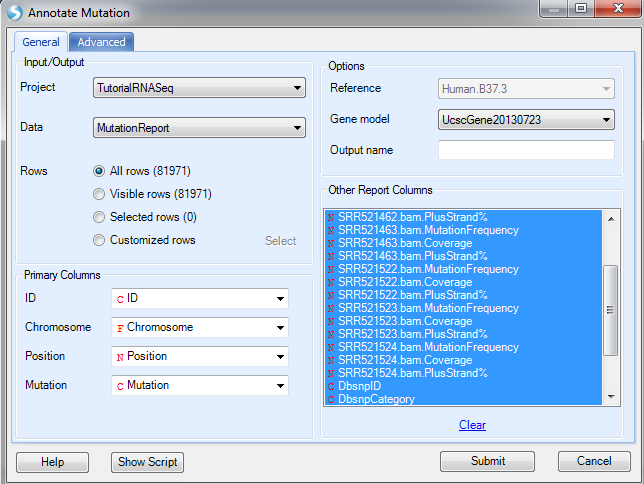 Annotate Mutation
General
Advanced
Input/Output
Project
TutorialRNASeq
Data
MutationReport
Rows
All rows (81971)
Visible rows (81971)
Selected rows (0)
Customized rows
Select
Primary Columns
ID
C ID
Chromosome
F Chromosome
Position
N Position
Mutation
C Mutation
Options
Reference
Human.B37.3
Gene model
UcscGene20130723
Output name
Other Report Columns
N SRR521462.bam.PlusStrand%
N SRR521463.bam.MutationFrequency
N SRR521463.bam.Coverage
N SRR521463.bam.PlusStrand%
N SRR521522.bam.MutationFrequency
N SRR521522.bam.Coverage
N SRR521522.bam.PlusStrand%
N SRR521523.bam.MutationFrequency
N SRR521523.bam.Coverage
N SRR521523.bam.PlusStrand%
N SRR521524.bam.MutationFrequency
N SRR521524.bam.Coverage
N SRR521524.bam.PlusStrand%
C DbsnpID
C DbsnpCategory
Clear
Help
Show Script
Submit
Cancel